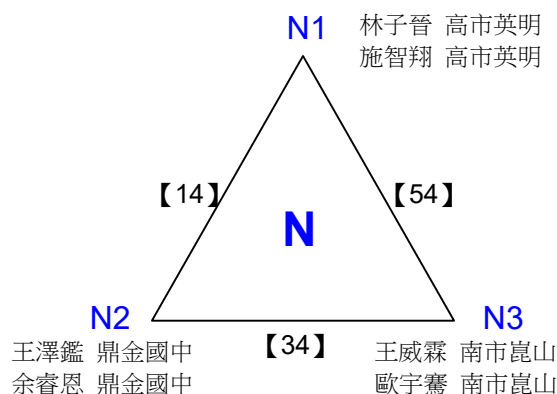 N1 林子晉 高市英明
施智翔 高市英明
【14】
【54】
N
N2
N3
【34】
王澤鑑 鼎金國中
余睿恩 鼎金國中
王威霖 南市崑山
歐宇騫 南市崑山